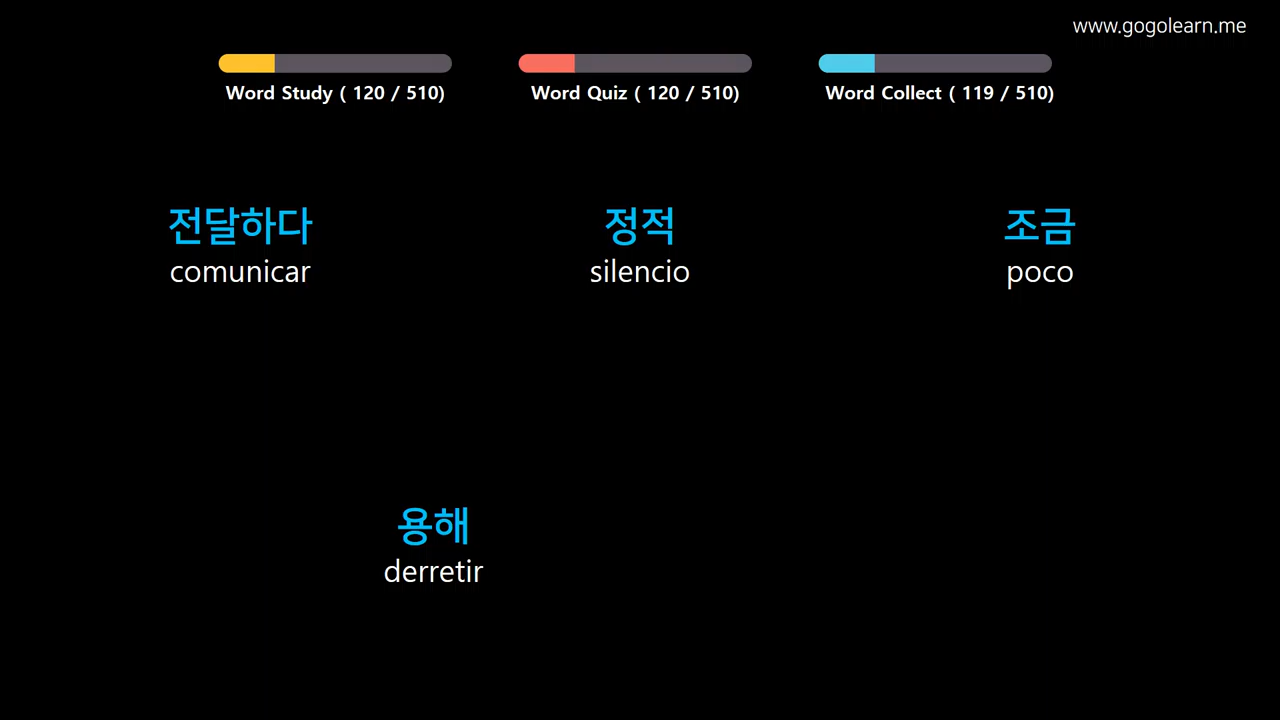 www.gogolearn.me
Word Study ( 120 / 510)
Word Quiz ( 120 / 510)
Word Collect ( 119 / 510)
전달하다
comunicar
정적
silencio
조금
poco
용해
derretir